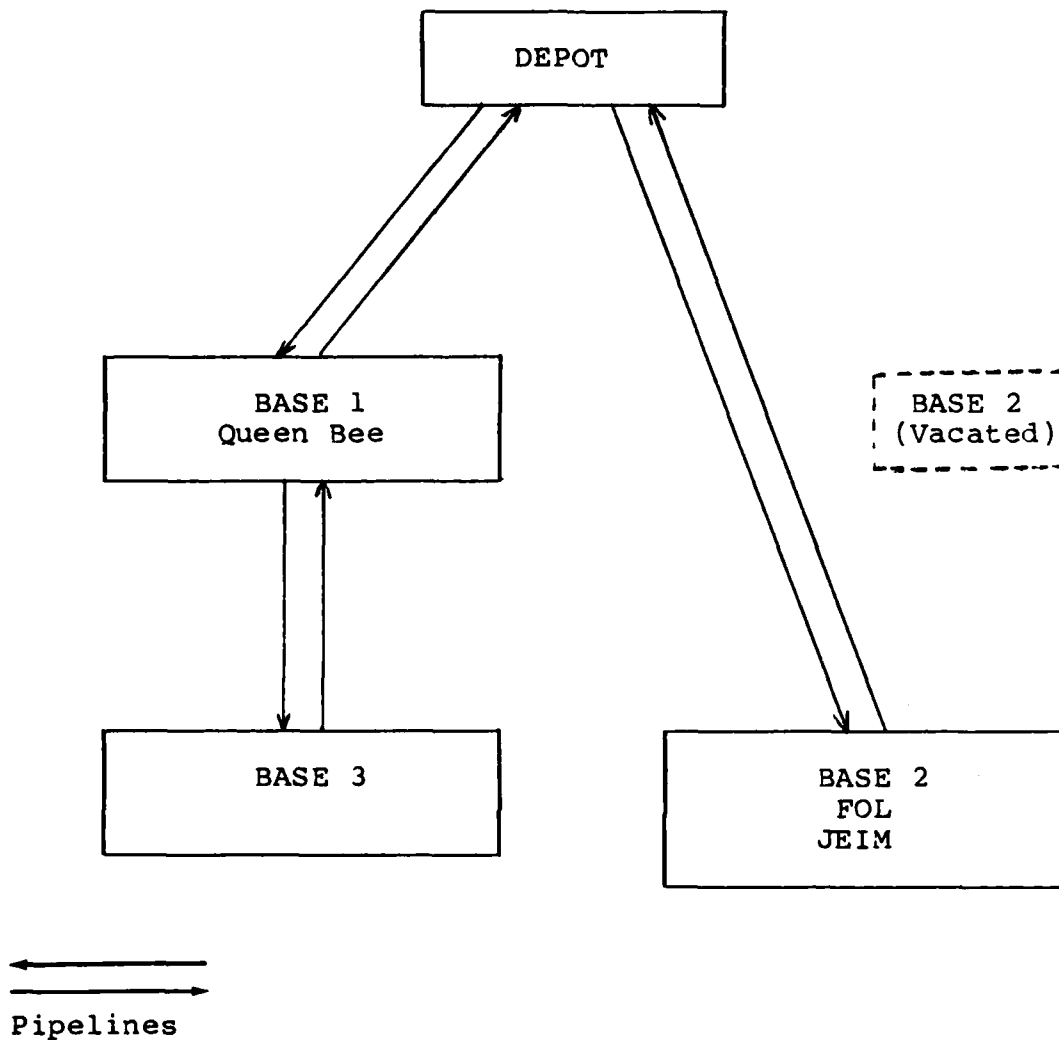 DEPOT
BASE 1
Queen Bee
BASE 2
(Vacated)
BASE 3
BASE 2
FOL
JEIM
Pipelines